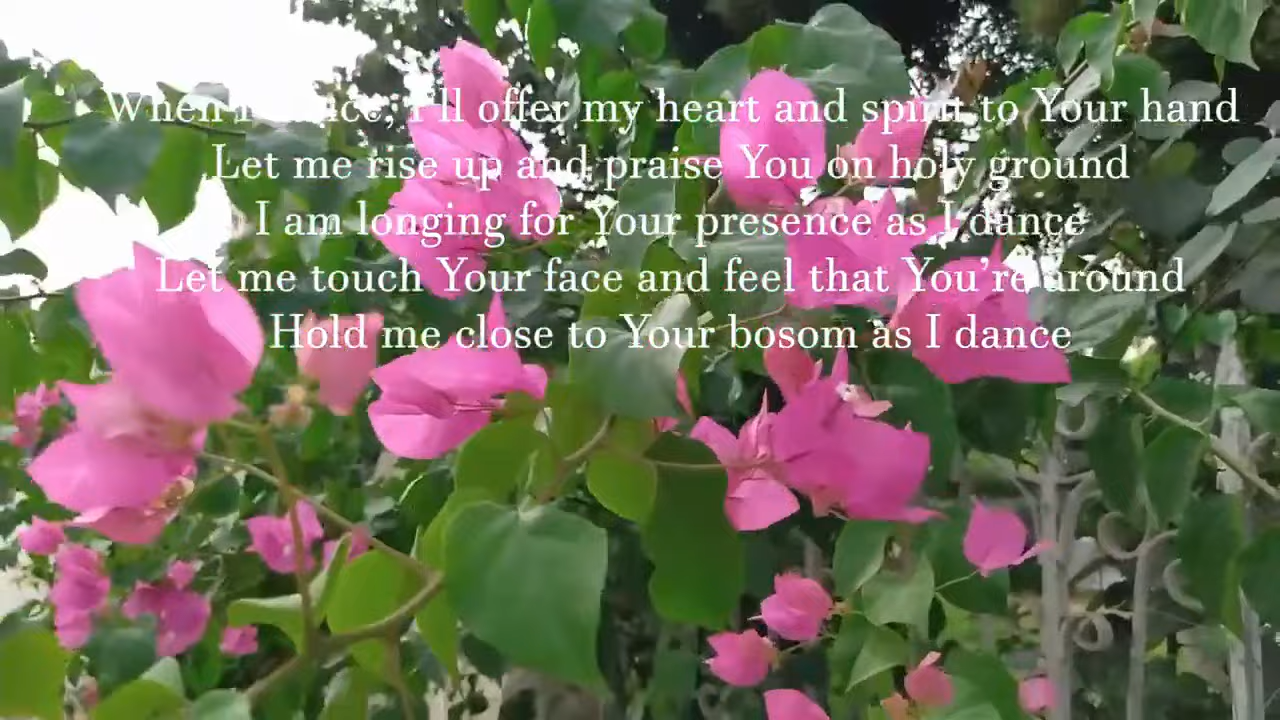 When I dance, I'll offer my heart and spirit to Your hand
Let me rise up and praise You on holy ground
I am longing for Your presence as I dance
Let me touch Your face and feel that You're around
Hold me close to Your bosom as I dance